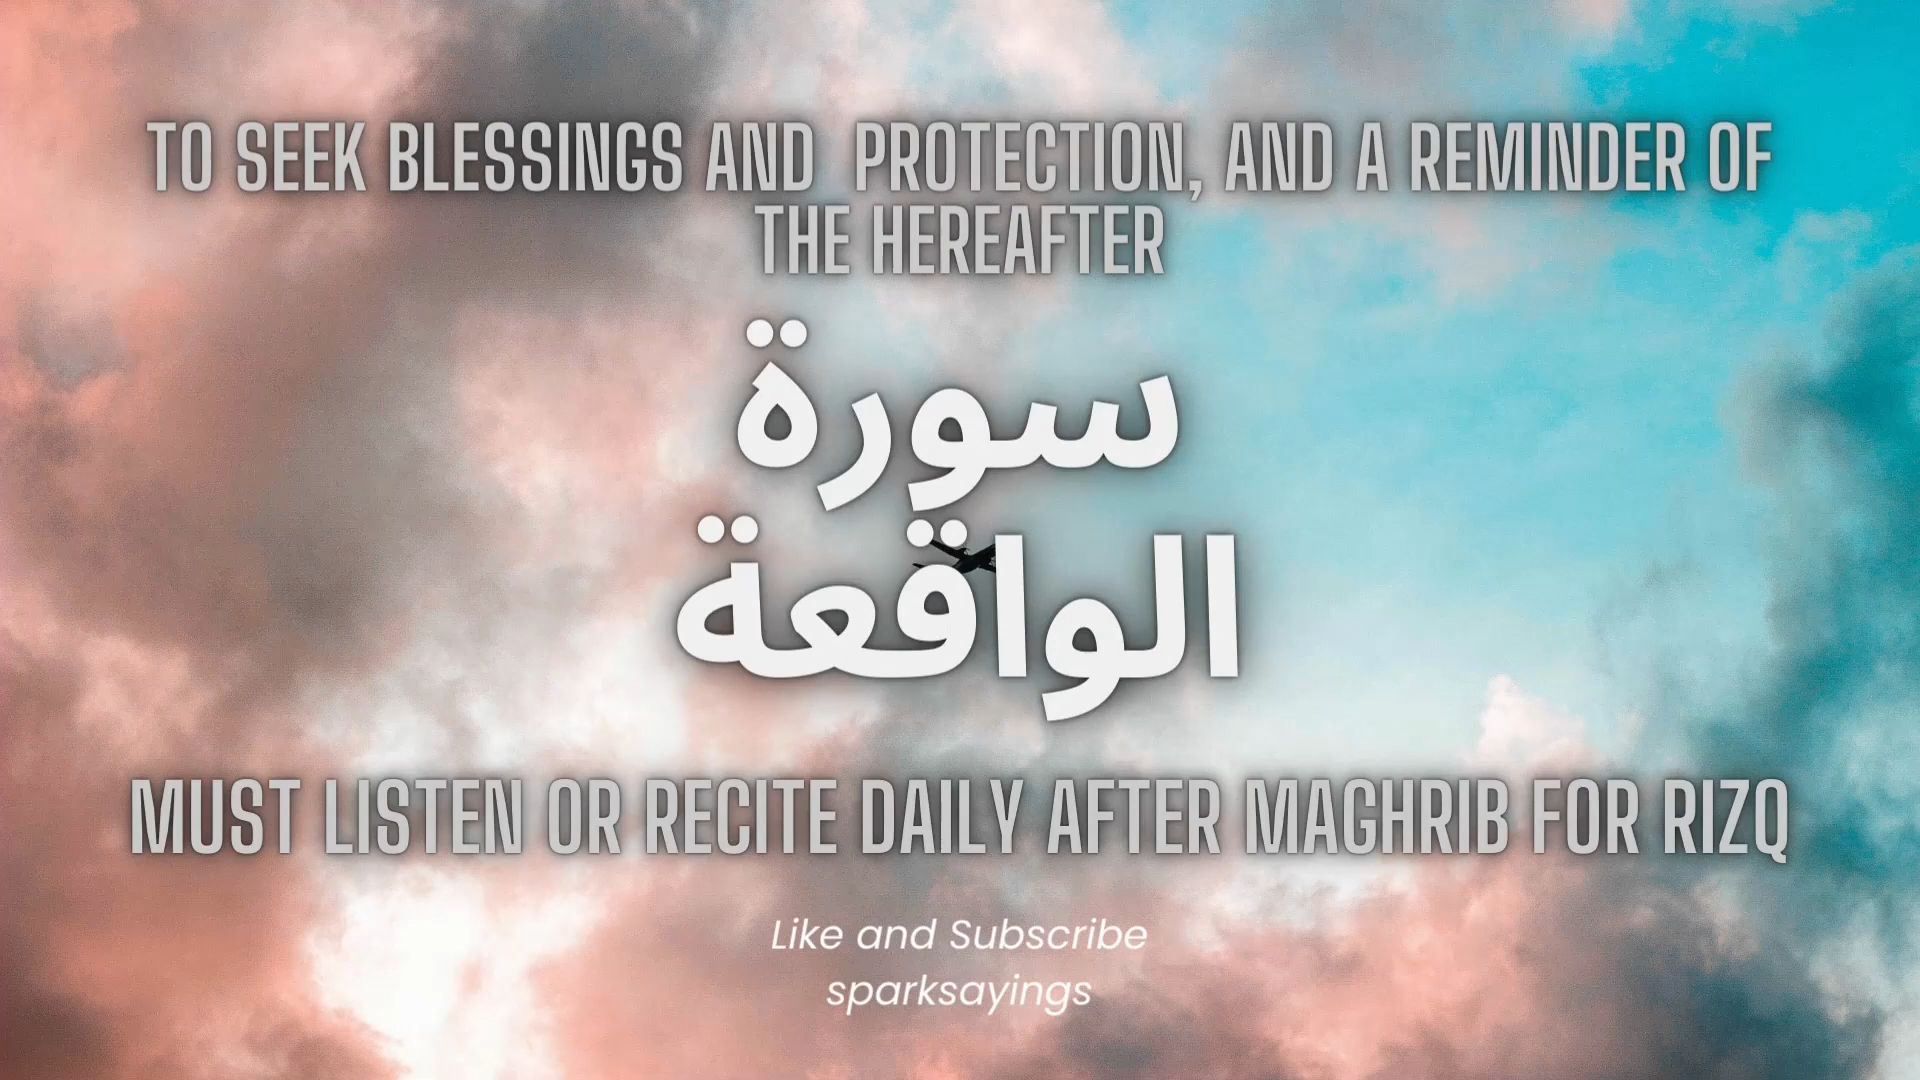 TO SEEK BLESSINGS AND PROTECTION, AND A REMINDER OF
THE HEREAFTER
سورة
الواقعة
MUST LISTEN OR RECITE DAILY AFTER MAGHRIB FOR RIZQ
Like and Subscribe
sparksayings